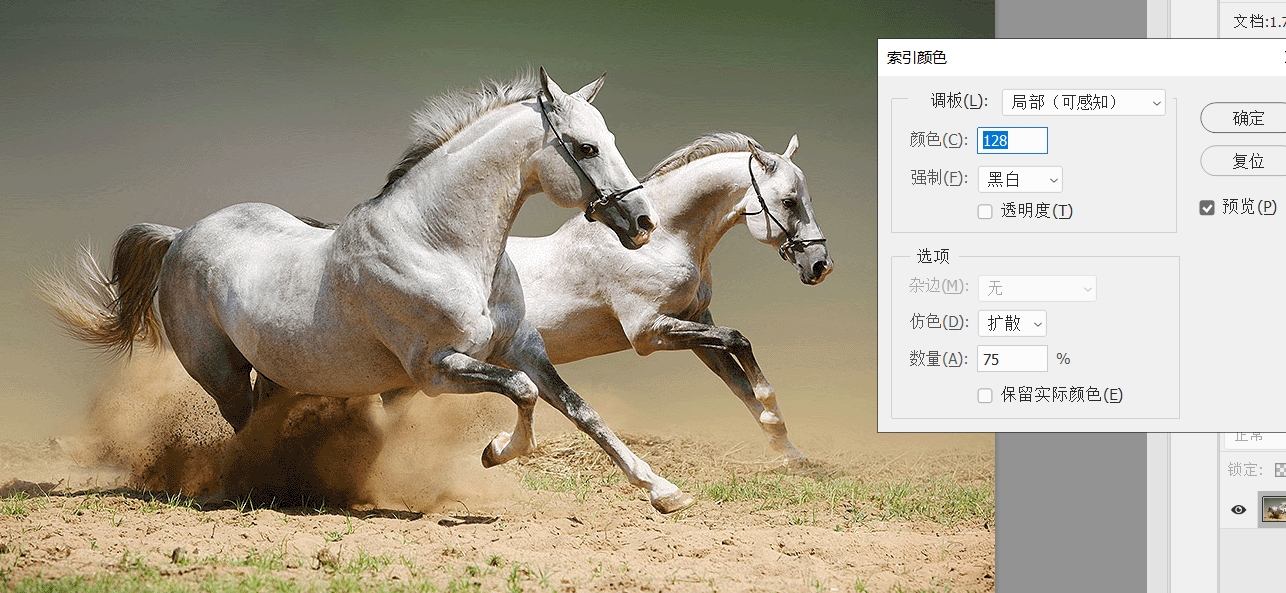 文档:1.7
索引颜色
调板(L): 局部（可感知）
确定
颜色(C): 128
复位
强制(F): 黑白
预览(P)
透明度(T)
选项
杂边(M): 无
仿色(D): 扩散
数量(A): 75 %
保留实际颜色(E)
正常
锁定: